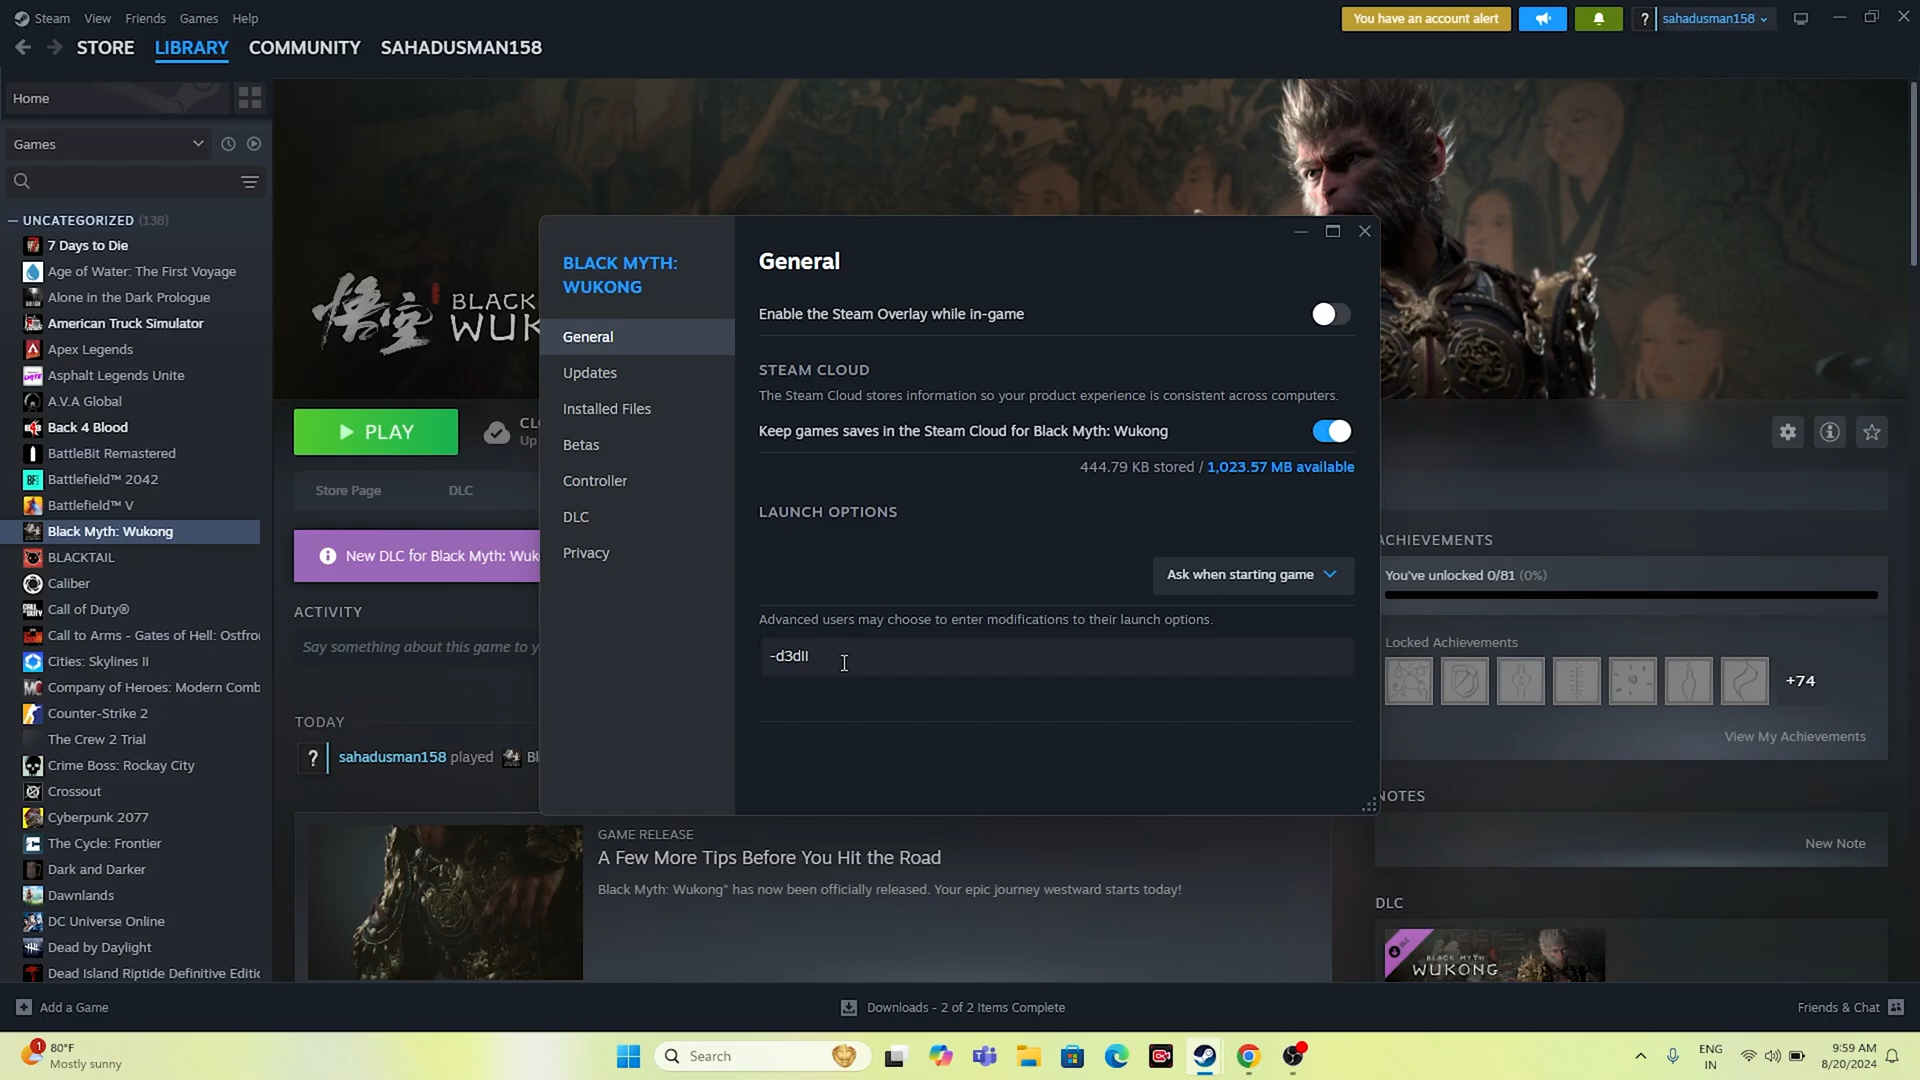 Steam View Friends Games Help
You have an account alert
? sahadusman158
STORE LIBRARY COMMUNITY SAHADUSMAN158
Home
Games
UNCATEGORIZED (138)
7 Days to Die
Age of Water: The First Voyage
Alone in the Dark Prologue
American Truck Simulator
Apex Legends
Asphalt Legends Unite
A.V.A Global
Back 4 Blood
BattleBit Remastered
Battlefield™ 2042
Battlefield™ V
Black Myth: Wukong
BLACKTAIL
Caliber
Call of Duty®
Call to Arms - Gates of Hell: Ostfro
Cities: Skylines II
Company of Heroes: Modern Comb
Counter-Strike 2
The Crew 2 Trial
Crime Boss: Rockay City
Crossout
Cyberpunk 2077
The Cycle: Frontier
Dark and Darker
Dawnlands
DC Universe Online
Dead by Daylight
Dead Island Riptide Definitive Editic
悟空 BLACK
WUK
PLAY
CL
Up
Store Page DLC
New DLC for Black Myth: Wuk
ACTIVITY
Say something about this game to y
TODAY
? sahadusman158 played Bl
GAME RELEASE
A Few More Tips Before You Hit the Road
Black Myth: Wukong" has now been officially released. Your epic journey westward starts today!
BLACK MYTH:
WUKONG
General
Updates
Installed Files
Betas
Controller
DLC
Privacy
General
Enable the Steam Overlay while in-game
STEAM CLOUD
The Steam Cloud stores information so your product experience is consistent across computers.
Keep games saves in the Steam Cloud for Black Myth: Wukong
444.79 KB stored / 1,023.57 MB available
LAUNCH OPTIONS
Ask when starting game
Advanced users may choose to enter modifications to their launch options.
-d3dll
ACHIEVEMENTS
You've unlocked 0/81 (0%)
Locked Achievements
+74
View My Achievements
NOTES
New Note
DLC
DLC
BLACK MYTH
WUKONG
Add a Game
Downloads - 2 of 2 Items Complete
Friends & Chat
1
80°F
Mostly sunny
Search
ENG
IN
9:59 AM
8/20/2024